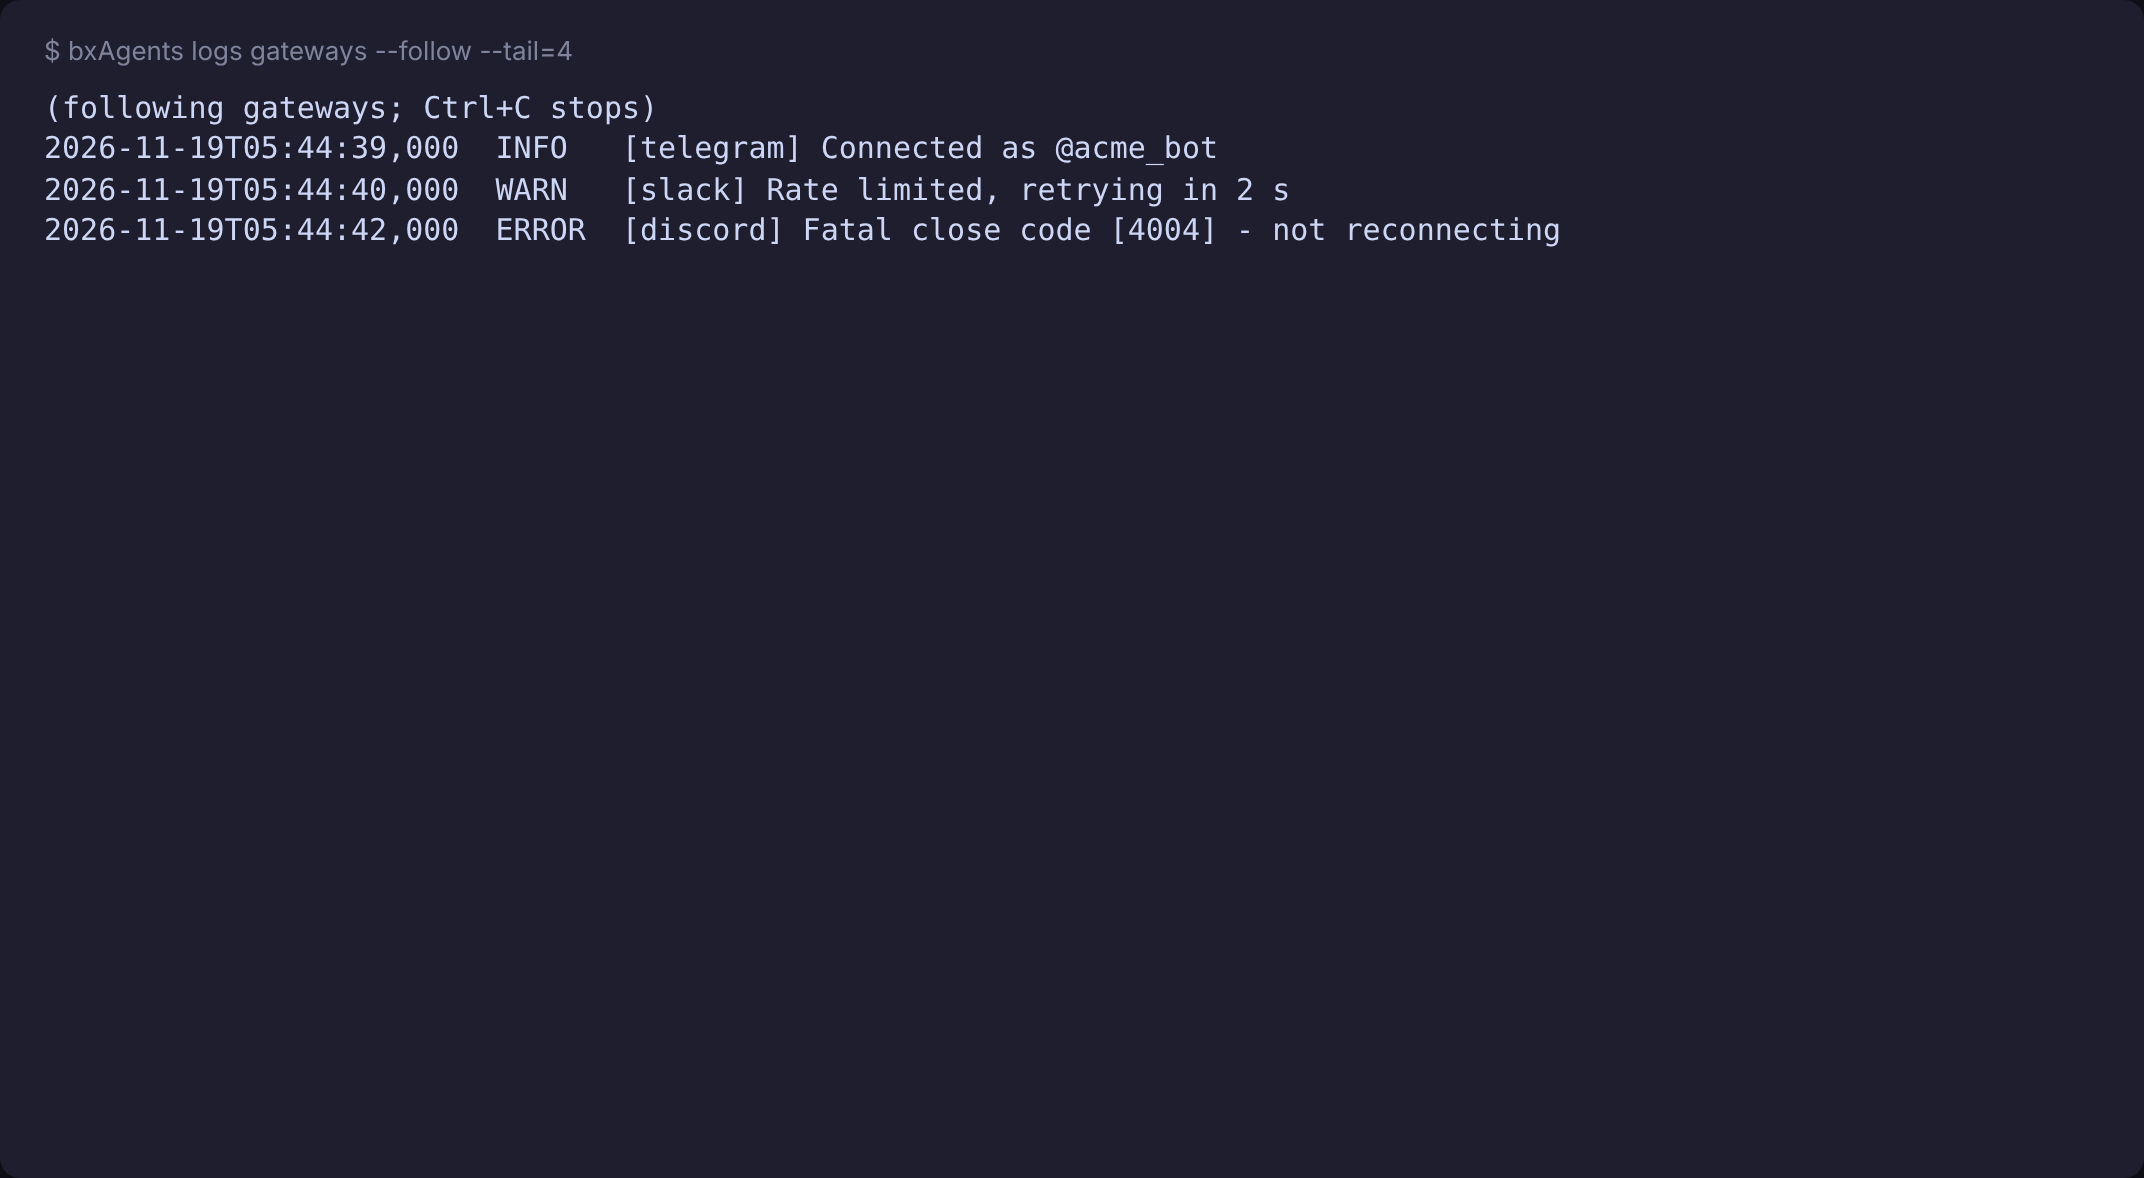 $ bxAgents logs gateways --follow --tail=4
(following gateways; Ctrl+C stops)
2026-11-19T05:44:39,000  INFO   [telegram] Connected as @acme_bot
2026-11-19T05:44:40,000  WARN   [slack] Rate limited, retrying in 2 s
2026-11-19T05:44:42,000  ERROR  [discord] Fatal close code [4004] - not reconnecting